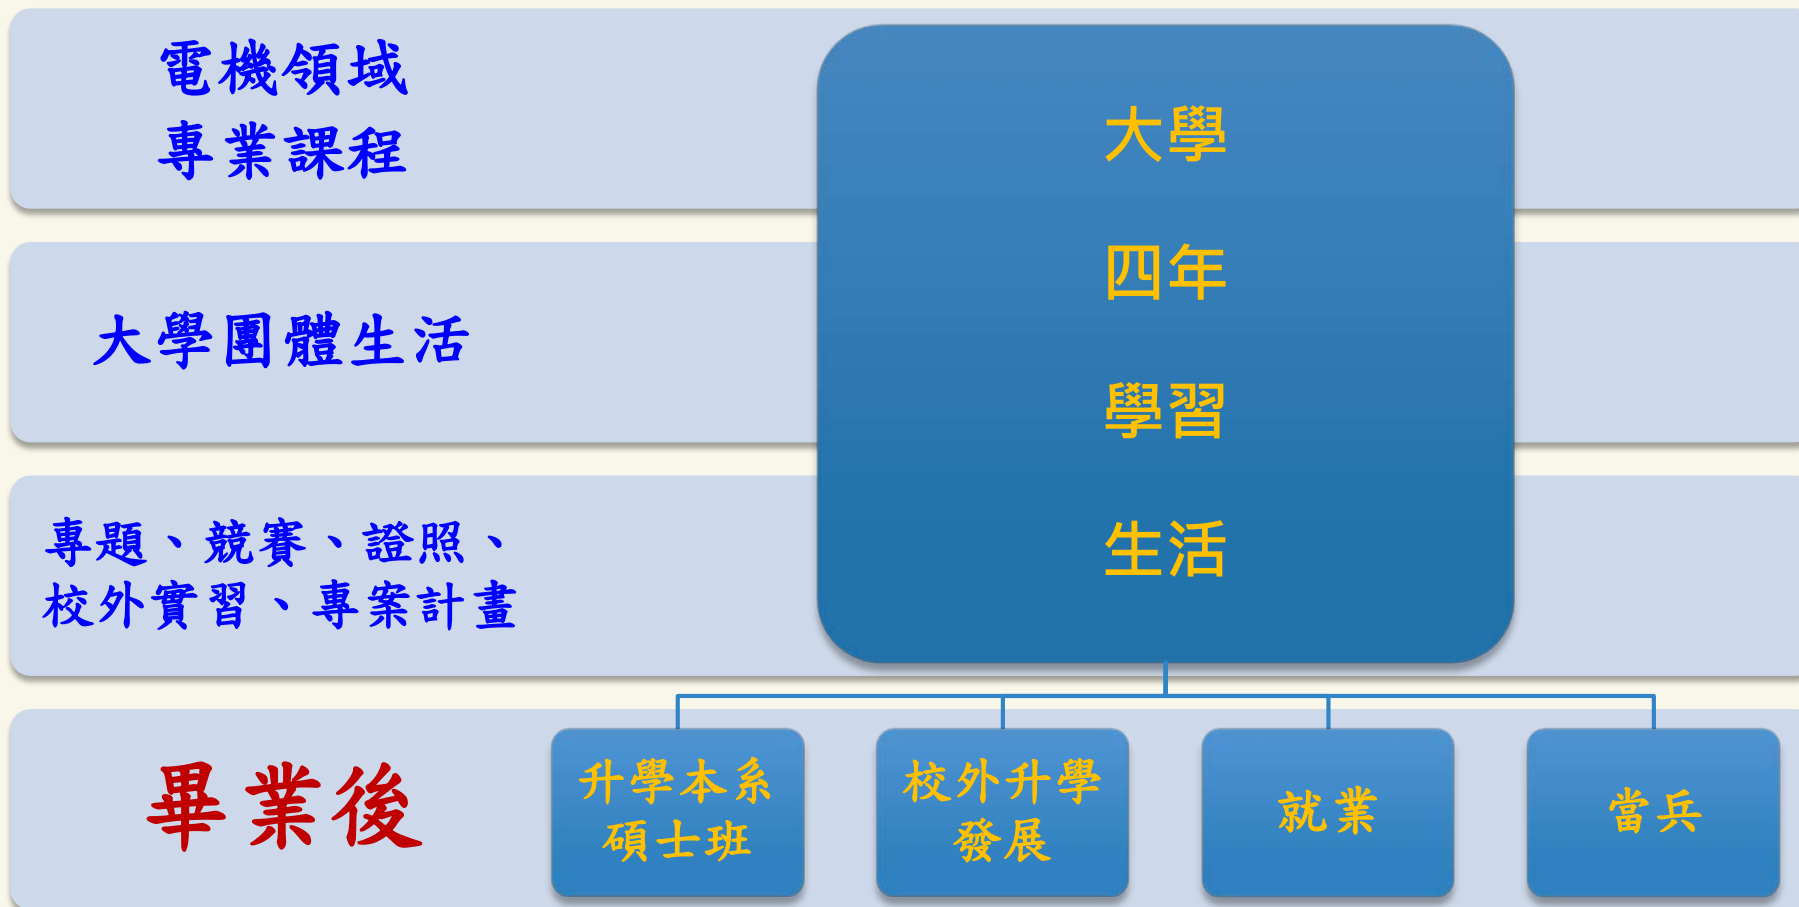 電機領域
專業課程
大學
四年
學習
生活
大學團體生活
專題、競賽、證照、
校外實習、專案計畫
畢業後
升學本系
碩士班
校外升學
發展
就業
當兵